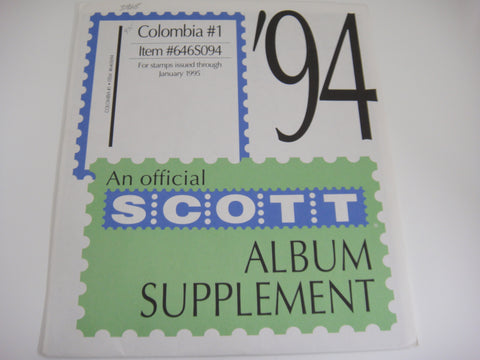 Colombia #1
Item #646S094
For stamps issued through
January 1995
'94
An official
SCOTT
ALBUM
SUPPLEMENT